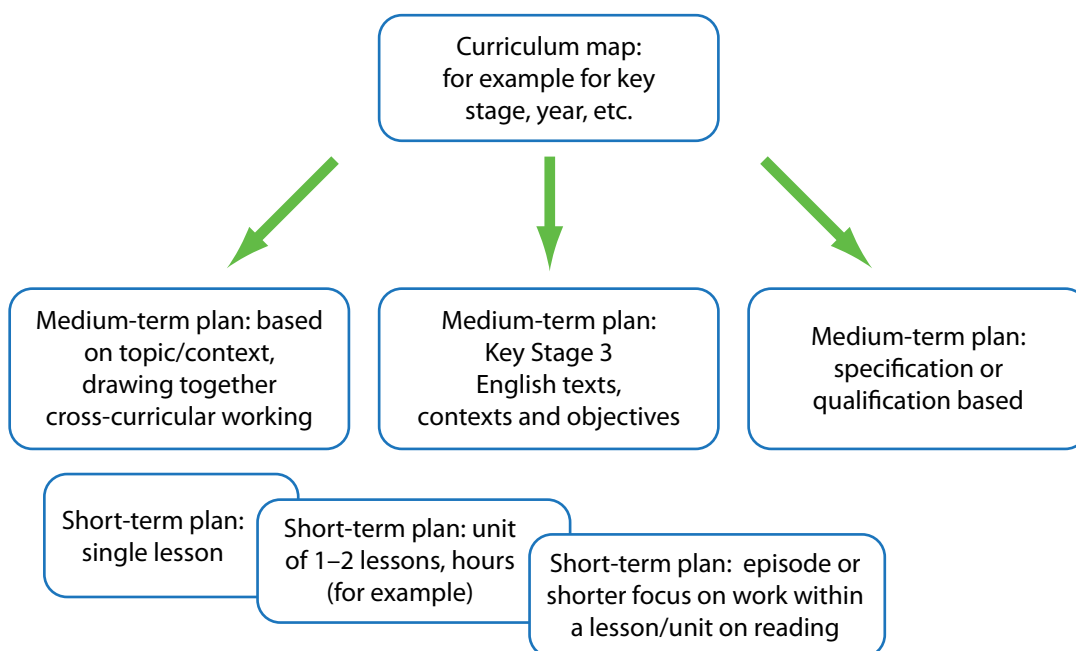 Curriculum map:
for example for key
stage, year, etc.
Medium-term plan: based
on topic/context,
drawing together
cross-curricular working
Medium-term plan:
Key Stage 3
English texts,
contexts and objectives
Medium-term plan:
specification or
qualification based
Short-term plan:
single lesson
Short-term plan: unit
of 1–2 lessons, hours
(for example)
Short-term plan:  episode or
shorter focus on work within
a lesson/unit on reading